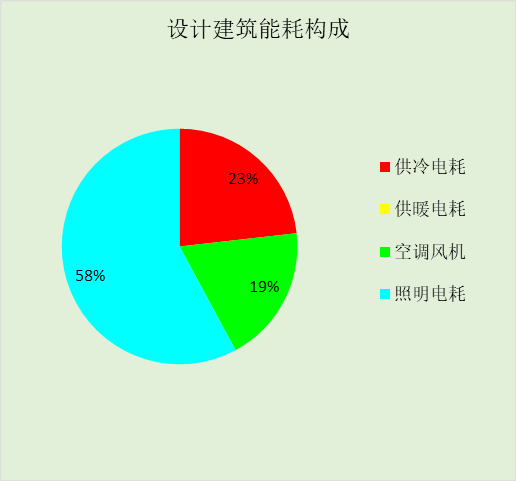 设计建筑能耗构成
23%
19%
58%
供冷电耗
供暖电耗
空调风机
照明电耗